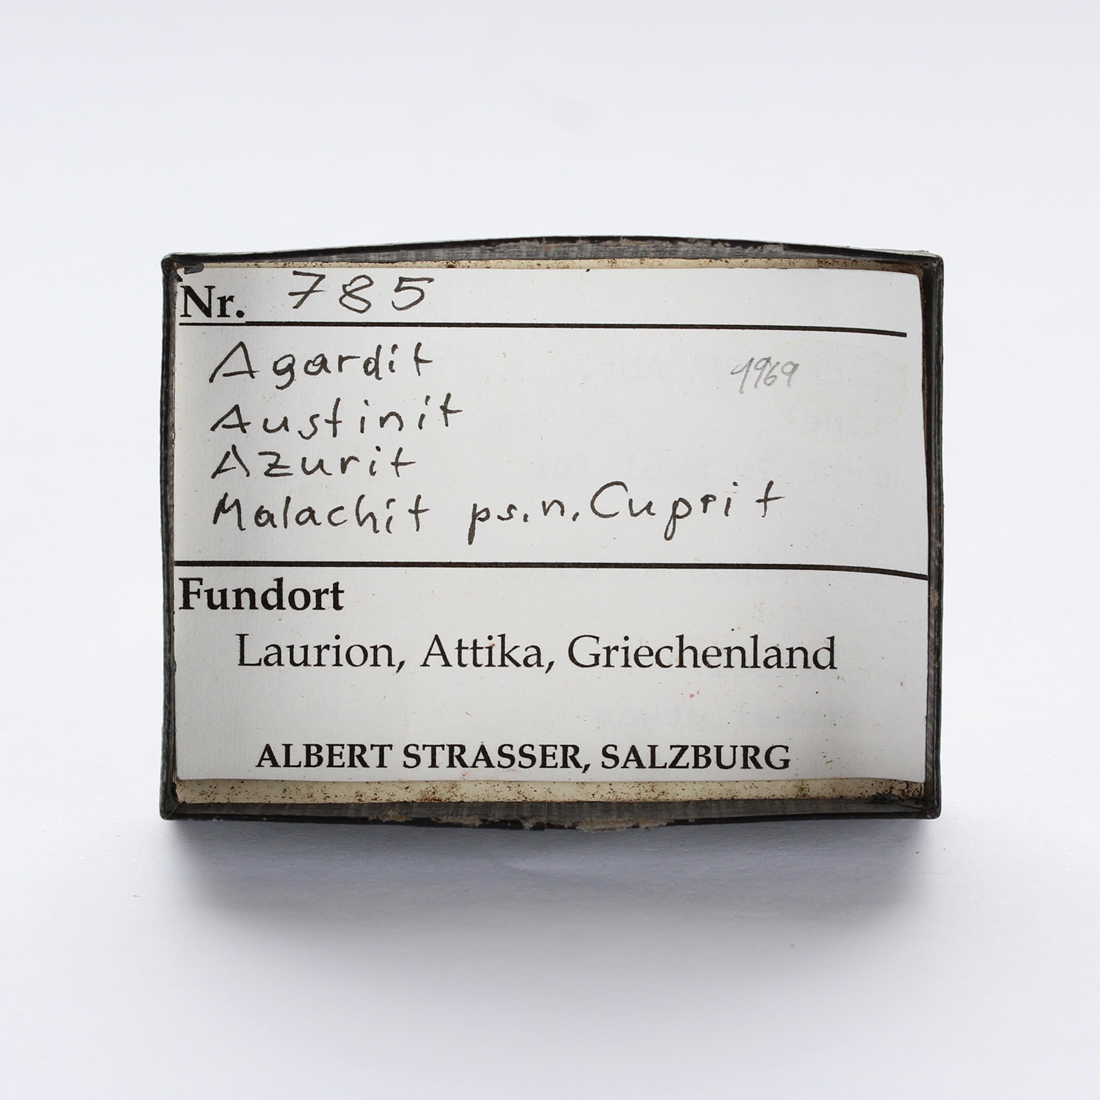 Nr. 785
Agardit 1969
Austinit
Azurit
Malachit ps.n. Cuprit
Fundort
Laurion, Attika, Griechenland
ALBERT STRASSER, SALZBURG